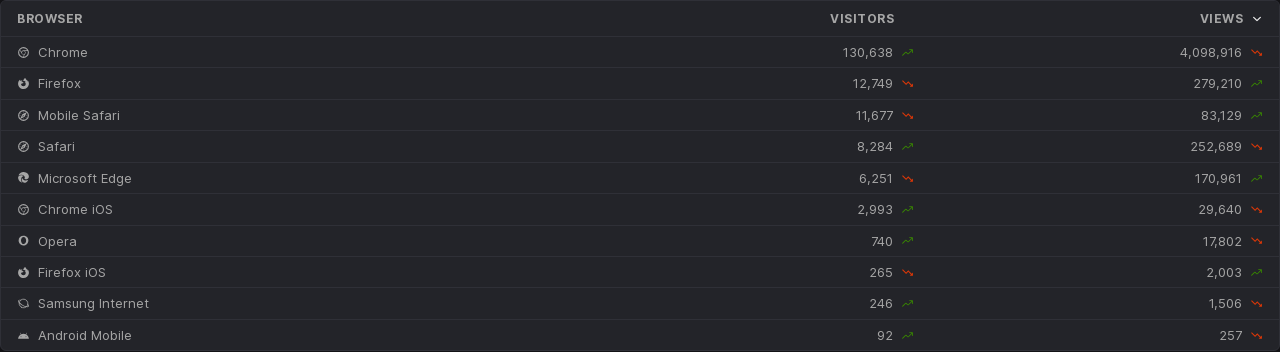 BROWSER VISITORS VIEWS
Chrome 130,638 4,098,916
Firefox 12,749 279,210
Mobile Safari 11,677 83,129
Safari 8,284 252,689
Microsoft Edge 6,251 170,961
Chrome iOS 2,993 29,640
Opera 740 17,802
Firefox iOS 265 2,003
Samsung Internet 246 1,506
Android Mobile 92 257